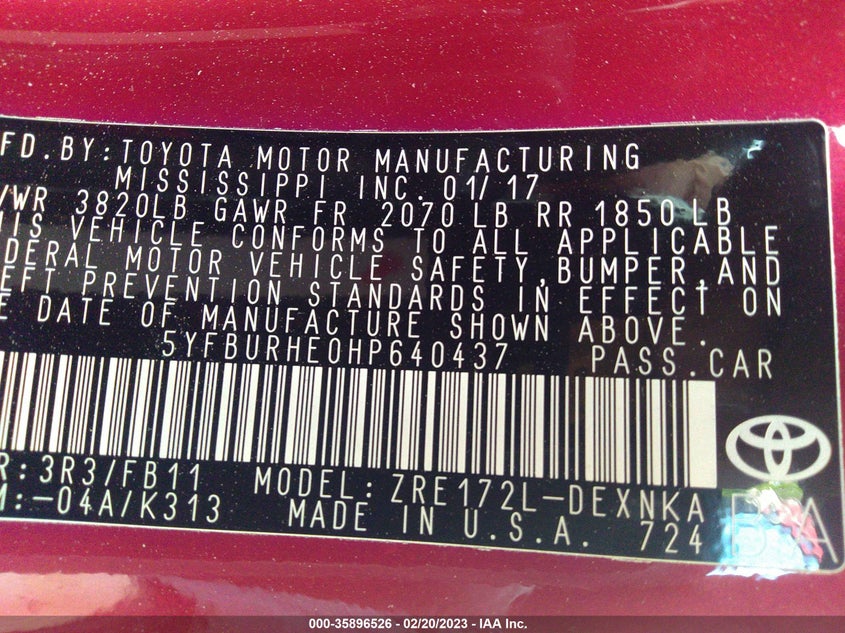 FD. BY: TOYOTA MOTOR MANUFACTURING
MISSISSIPPI INC. 01/17
/WR 3820LB GAWR FR 2070 LB RR 1850 LB
IS VEHICLE CONFORMS TO ALL APPLICABLE
DERAL MOTOR VEHICLE SAFETY, BUMPER, AND
EFT PREVENTION STANDARDS IN EFFECT ON
E DATE OF MANUFACTURE SHOWN ABOVE.
5YFBURHE0HP640437 PASS. CAR
R: 3R3/FB11 MODEL: ZRE172L-DEXNKA
M:-04A/K313 MADE IN U.S.A. 724
000-35896526 - 02/20/2023 - IAA Inc.